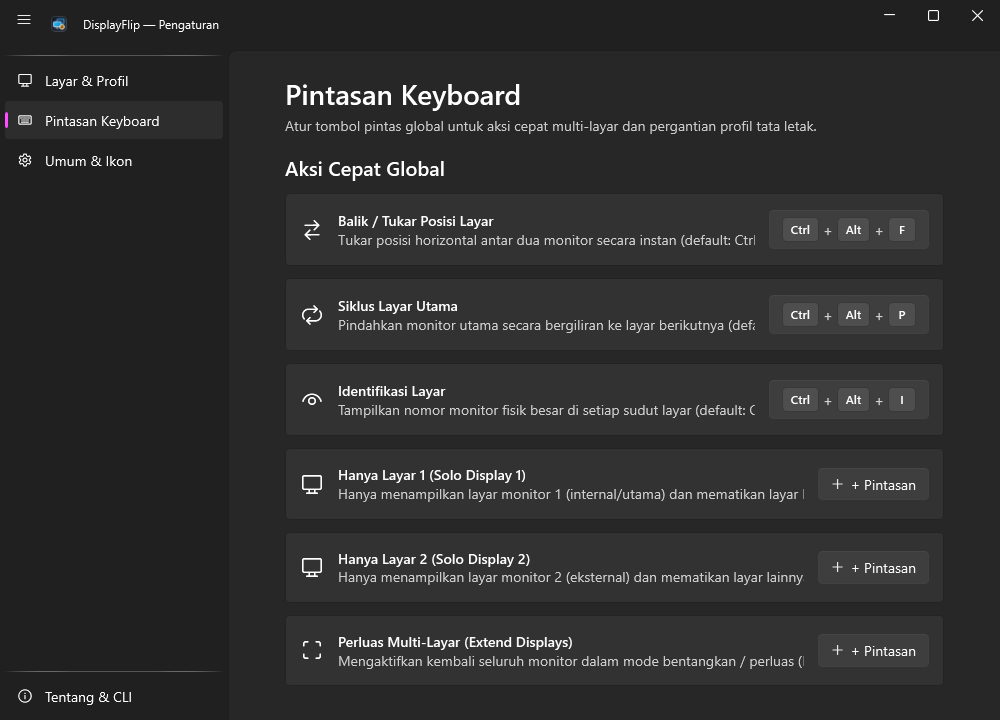 DisplayFlip — Pengaturan
Layar & Profil
Pintasan Keyboard
Umum & Ikon
Tentang & CLI
Pintasan Keyboard
Atur tombol pintas global untuk aksi cepat multi-layar dan pergantian profil tata letak.
Aksi Cepat Global
Balik / Tukar Posisi Layar
Tukar posisi horizontal antar dua monitor secara instan (default: Ctrl
Ctrl + Alt + F
Siklus Layar Utama
Pindahkan monitor utama secara bergiliran ke layar berikutnya (defa
Ctrl + Alt + P
Identifikasi Layar
Tampilkan nomor monitor fisik besar di setiap sudut layar (default: C
Ctrl + Alt + I
Hanya Layar 1 (Solo Display 1)
Hanya menampilkan layar monitor 1 (internal/utama) dan mematikan layar
+ + Pintasan
Hanya Layar 2 (Solo Display 2)
Hanya menampilkan layar monitor 2 (eksternal) dan mematikan layar lainny
+ + Pintasan
Perluas Multi-Layar (Extend Displays)
Mengaktifkan kembali seluruh monitor dalam mode bentangkan / perluas (
+ + Pintasan